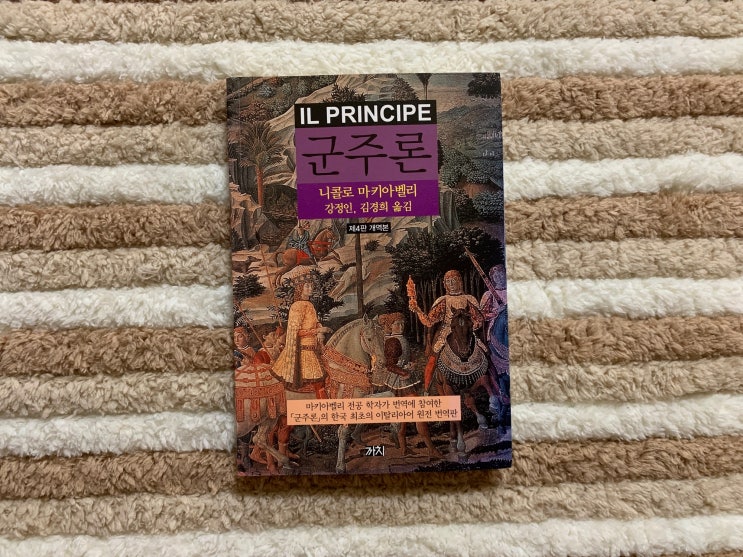 IL PRINCIPE
군주론
니콜로 마키아벨리
강정인, 김경희 옮김
제4판 개역본
마키아벨리 전공 학자가 번역에 참여한
「군주론」의 한국 최초의 이탈리아어 원전 번역판
까치